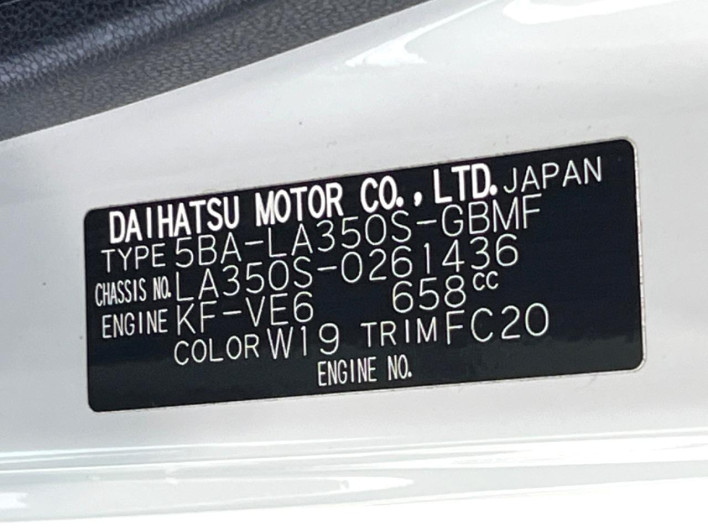 DAIHATSU MOTOR CO., LTD. JAPAN
TYPE 5BA-LA350S-GBMF
CHASSIS NO. LA350S-0261436
ENGINE KF-VE6 658cc
COLOR W19 TRIM FC20
ENGINE NO.